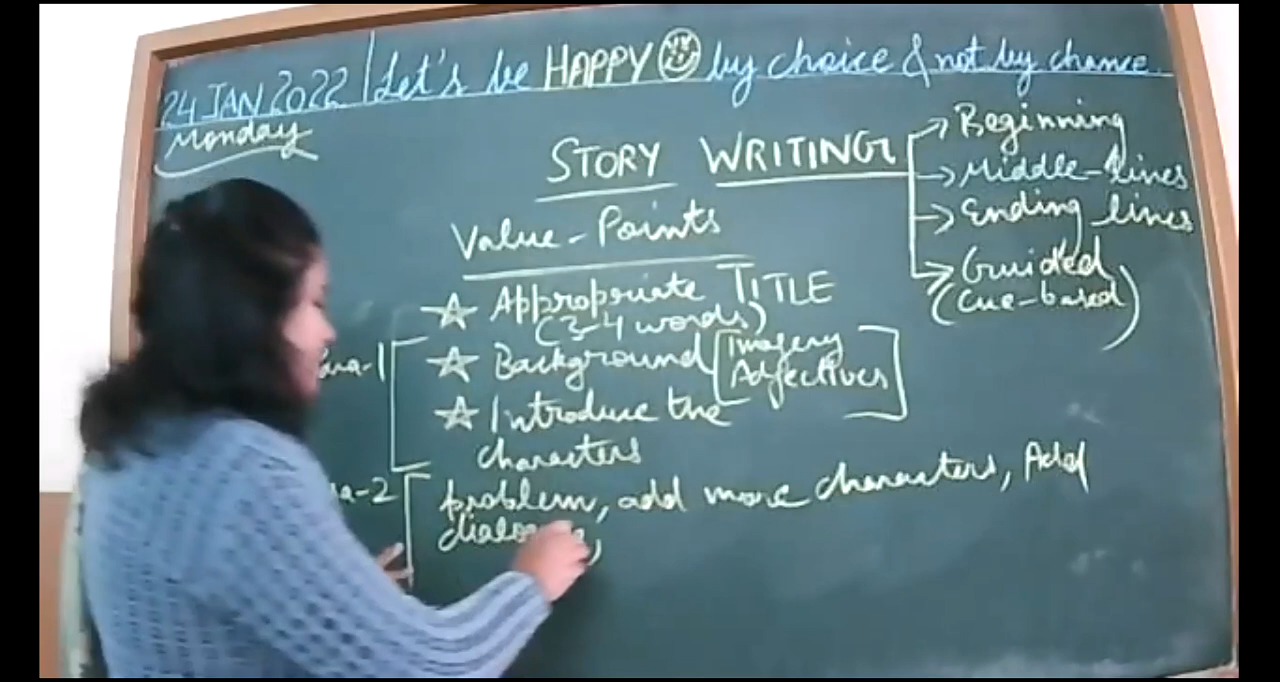 24 JAN 2022 | Let's be HAPPY by choice & not by chance.
Monday
STORY WRITING
→ Beginning
→ Middle-lines
→ Ending lines
→ Guided
(Cue-based)
Value-Points
☆ Appropriate TITLE
(3-4 words)
☆ Background [Imagery
Adjectives]
☆ Introduce the
characters
-1
-2
problem, add more characters, Add